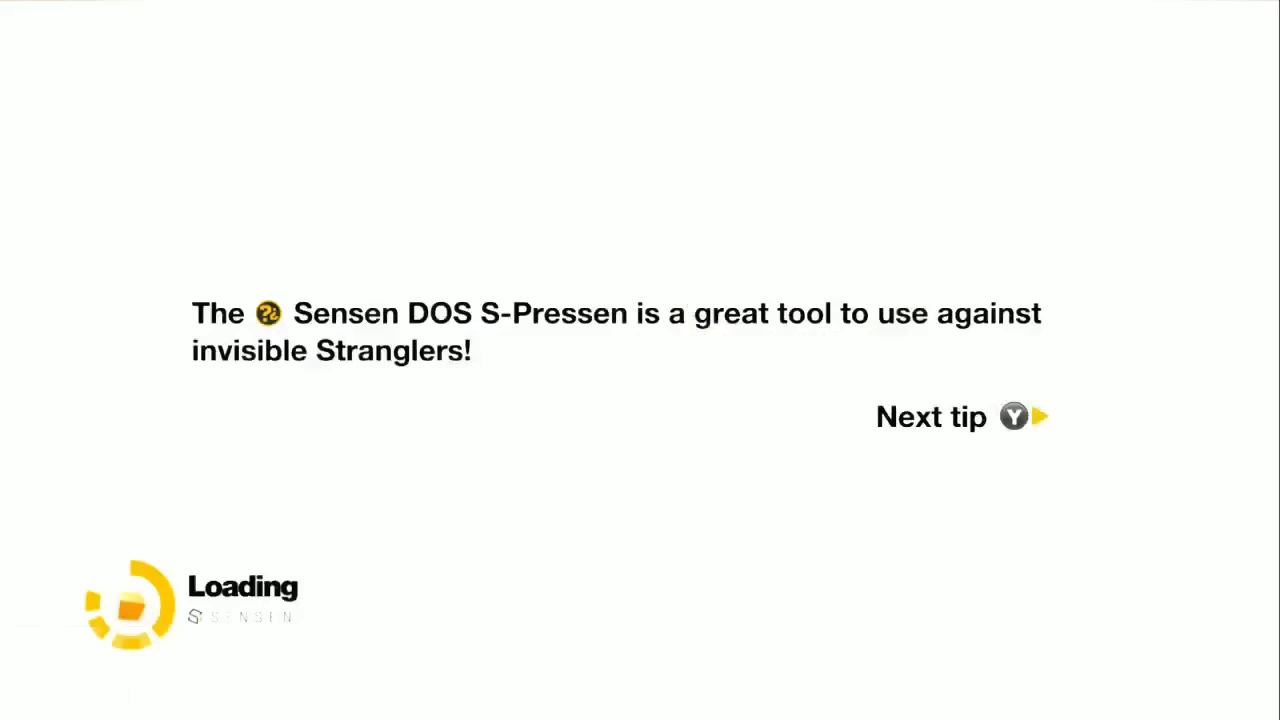 The Sensen DOS S-Pressen is a great tool to use against
invisible Stranglers!
Next tip Y
Loading
SENSEN